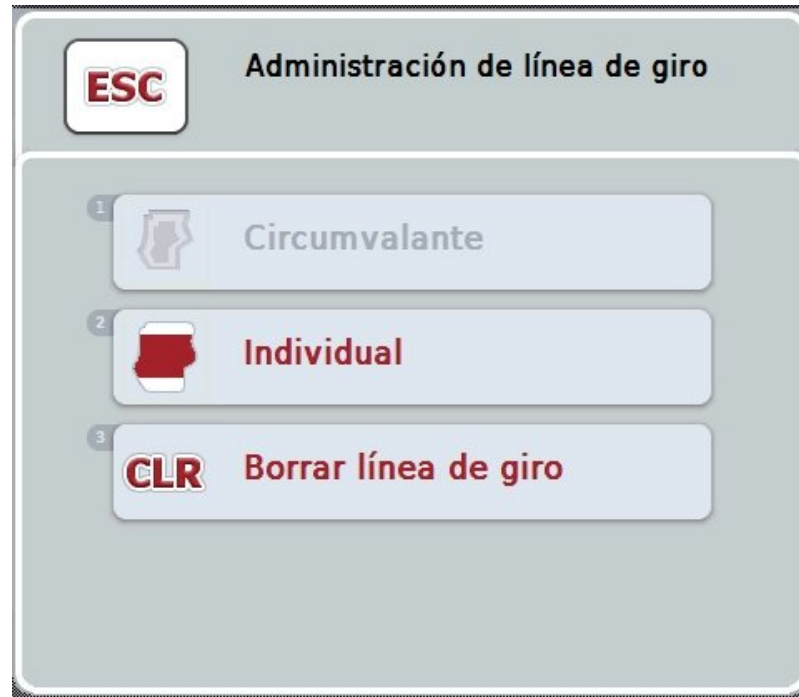 ESC
Administración de línea de giro
1
Circumvalante
2
Individual
3
CLR
Borrar línea de giro